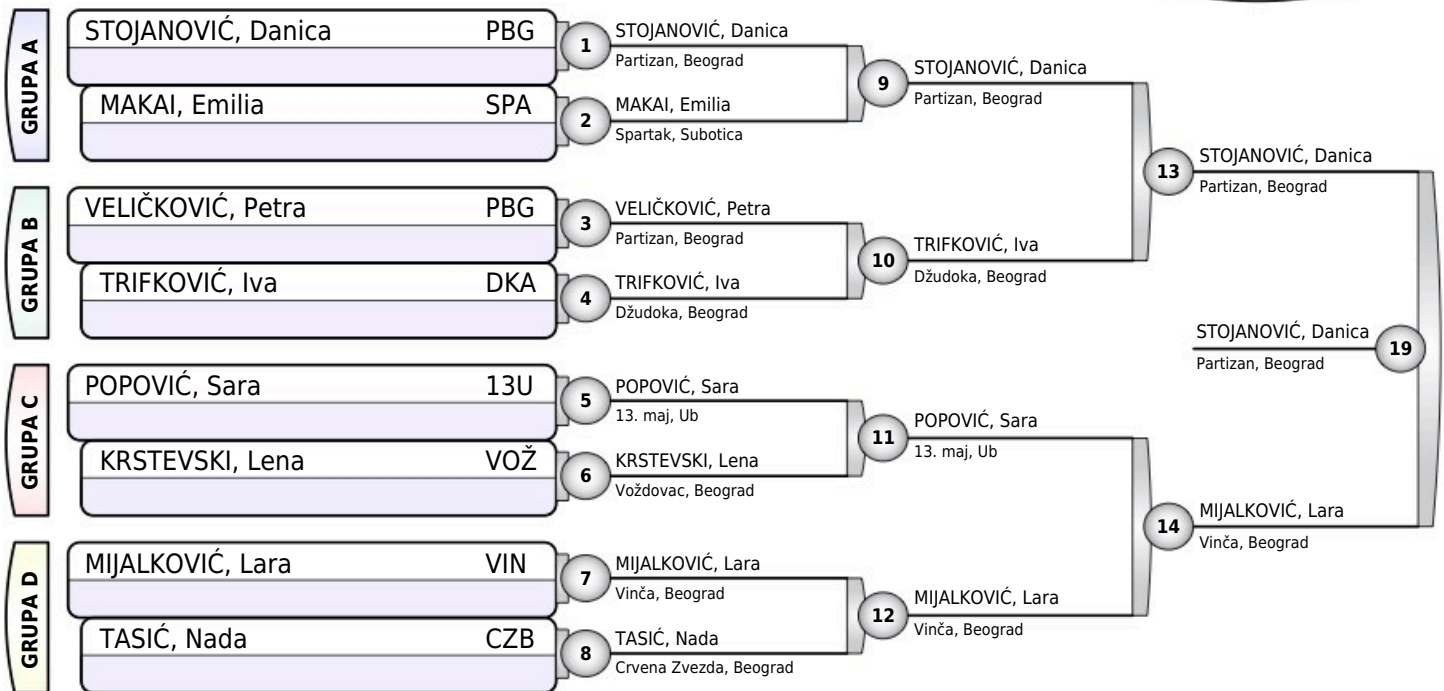 GRUPA A
STOJANOVIĆ, Danica PBG
MAKAI, Emilia SPA
GRUPA B
VELIČKOVIĆ, Petra PBG
TRIFKOVIĆ, Iva DKA
GRUPA C
POPOVIĆ, Sara 13U
KRSTEVSKI, Lena VOŽ
GRUPA D
MIJALKOVIĆ, Lara VIN
TASIĆ, Nada CZB
1
STOJANOVIĆ, Danica
Partizan, Beograd
2
MAKAI, Emilia
Spartak, Subotica
3
VELIČKOVIĆ, Petra
Partizan, Beograd
4
TRIFKOVIĆ, Iva
Džudoka, Beograd
5
POPOVIĆ, Sara
13. maj, Ub
6
KRSTEVSKI, Lena
Voždovac, Beograd
7
MIJALKOVIĆ, Lara
Vinča, Beograd
8
TASIĆ, Nada
Crvena Zvezda, Beograd
9
STOJANOVIĆ, Danica
Partizan, Beograd
10
TRIFKOVIĆ, Iva
Džudoka, Beograd
11
POPOVIĆ, Sara
13. maj, Ub
12
MIJALKOVIĆ, Lara
Vinča, Beograd
13
STOJANOVIĆ, Danica
Partizan, Beograd
14
MIJALKOVIĆ, Lara
Vinča, Beograd
STOJANOVIĆ, Danica
Partizan, Beograd
19